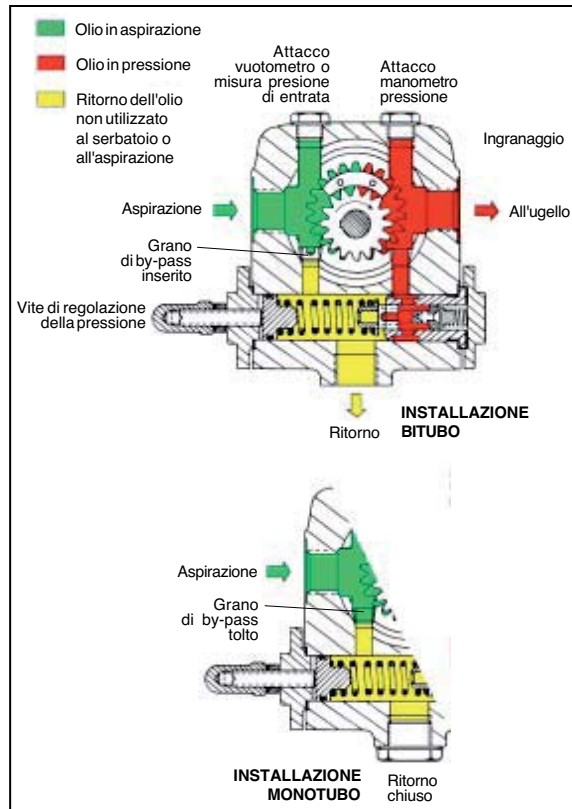 Olio in aspirazione
Olio in pressione
Ritorno dell'olio
non utilizzato
al serbatoio o
all'aspirazione
Attacco
vuotometro o
misura presione
di entrata
Attacco
manometro
pressione
Ingranaggio
Aspirazione
All'ugello
Grano
di by-pass
inserito
Vite di regolazione
della pressione
Ritorno
INSTALLAZIONE
BITUBO
Aspirazione
Grano
di by-pass
tolto
INSTALLAZIONE
MONOTUBO
Ritorno
chiuso